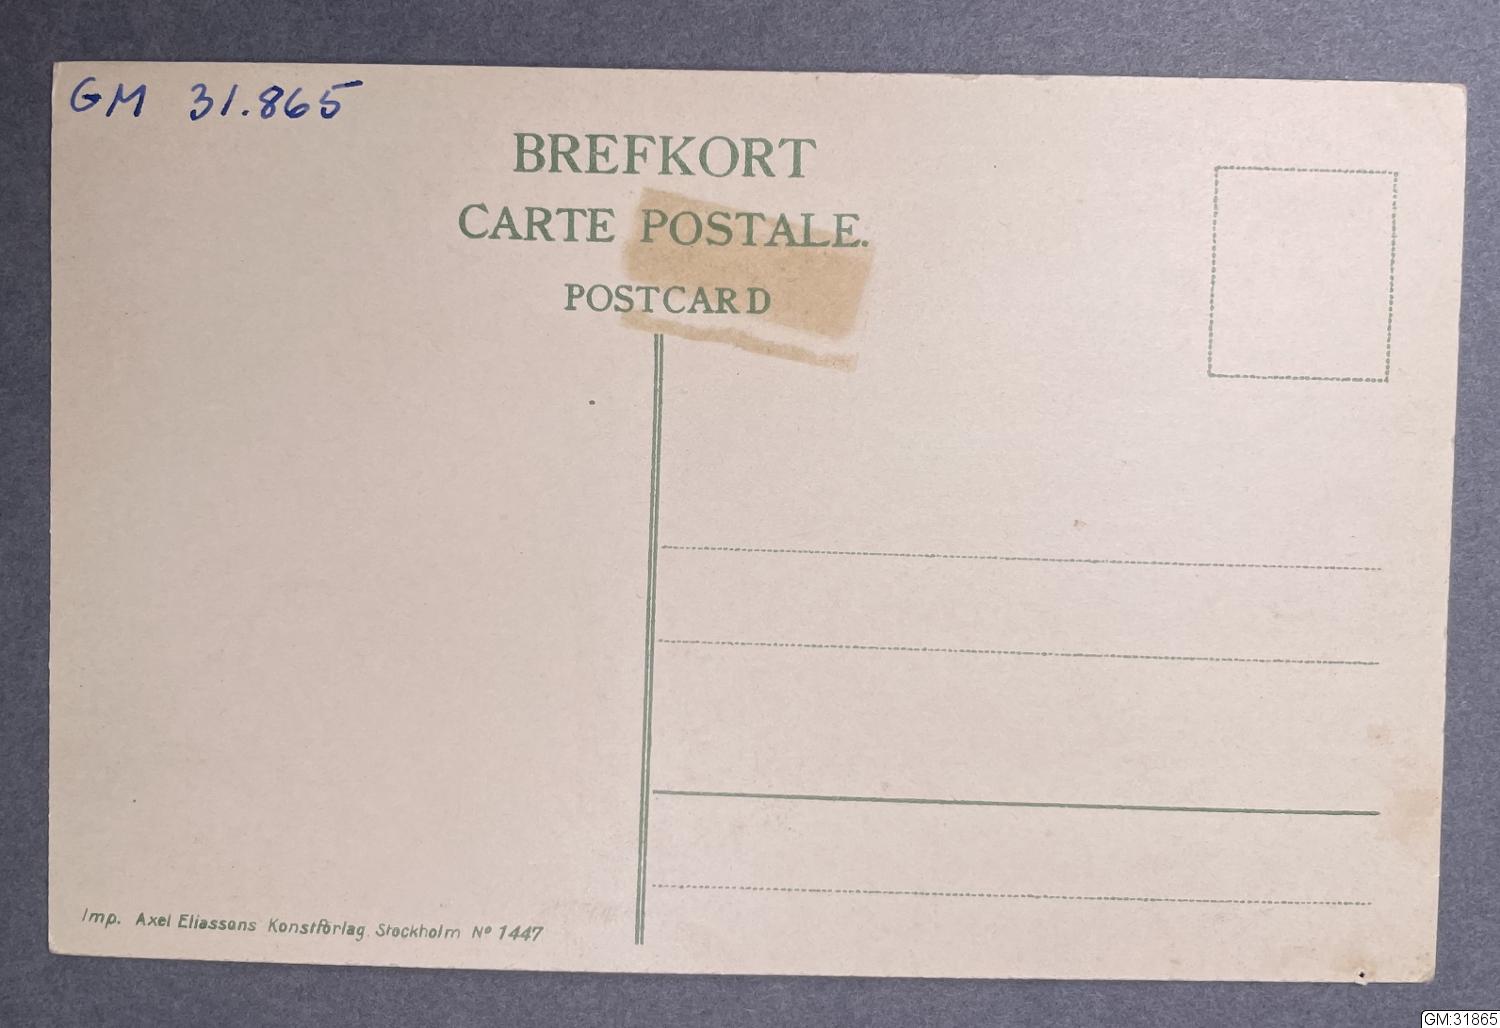 GM 31.865
BREFKORT
CARTE POSTALE.
POSTCARD
Imp. Axel Eliassons Konstförlag. Stockholm Nº 1447
GM:31865